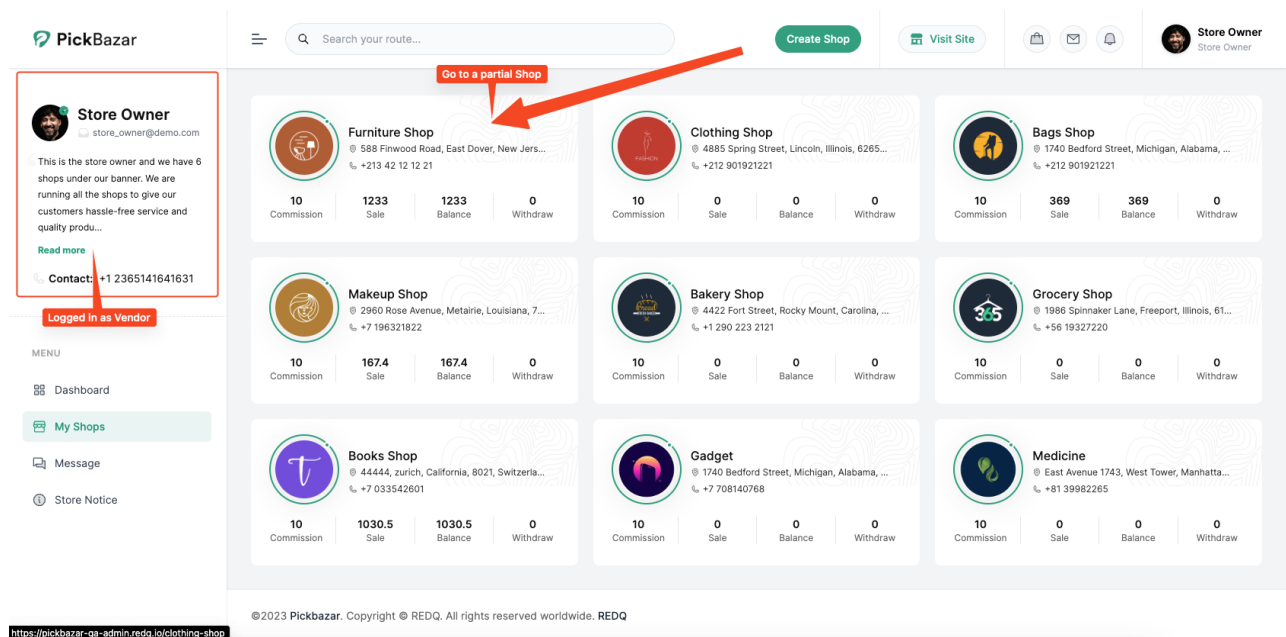 PickBazar
Search your route...
Create Shop
Visit Site
Store Owner
Store Owner
Go to a partial Shop
Store Owner
store_owner@demo.com
This is the store owner and we have 6
shops under our banner. We are
running all the shops to give our
customers hassle-free service and
quality produ...
Read more
Contact: +1 2365141641631
Logged in as Vendor
MENU
Dashboard
My Shops
Message
Store Notice
Furniture Shop
588 Finwood Road, East Dover, New Jers...
+213 42 12 12 21
10 1233 1233 0
Commission Sale Balance Withdraw
FASHION
Clothing Shop
4885 Spring Street, Lincoln, Illinois, 6265...
+212 901921221
10 0 0 0
Commission Sale Balance Withdraw
Bags Shop
1740 Bedford Street, Michigan, Alabama, ...
+212 901921221
10 369 369 0
Commission Sale Balance Withdraw
Makeup Shop
2960 Rose Avenue, Metairie, Louisiana, 7...
+7 196321822
10 167.4 167.4 0
Commission Sale Balance Withdraw
Bakery Shop
4422 Fort Street, Rocky Mount, Carolina, ...
+1 290 223 2121
10 0 0 0
Commission Sale Balance Withdraw
365
Grocery Shop
1986 Spinnaker Lane, Freeport, Illinois, 61...
+56 19327220
10 0 0 0
Commission Sale Balance Withdraw
Books Shop
44444, zurich, California, 8021, Switzerla...
+7 033542601
10 1030.5 1030.5 0
Commission Sale Balance Withdraw
Gadget
1740 Bedford Street, Michigan, Alabama, ...
+7 708140768
10 0 0 0
Commission Sale Balance Withdraw
Medicine
East Avenue 1743, West Tower, Manhatta...
+81 39982265
10 0 0 0
Commission Sale Balance Withdraw
©2023 Pickbazar. Copyright © REDQ. All rights reserved worldwide. REDQ
https://pickbazar-qa-admin.redq.io/clothing-shop